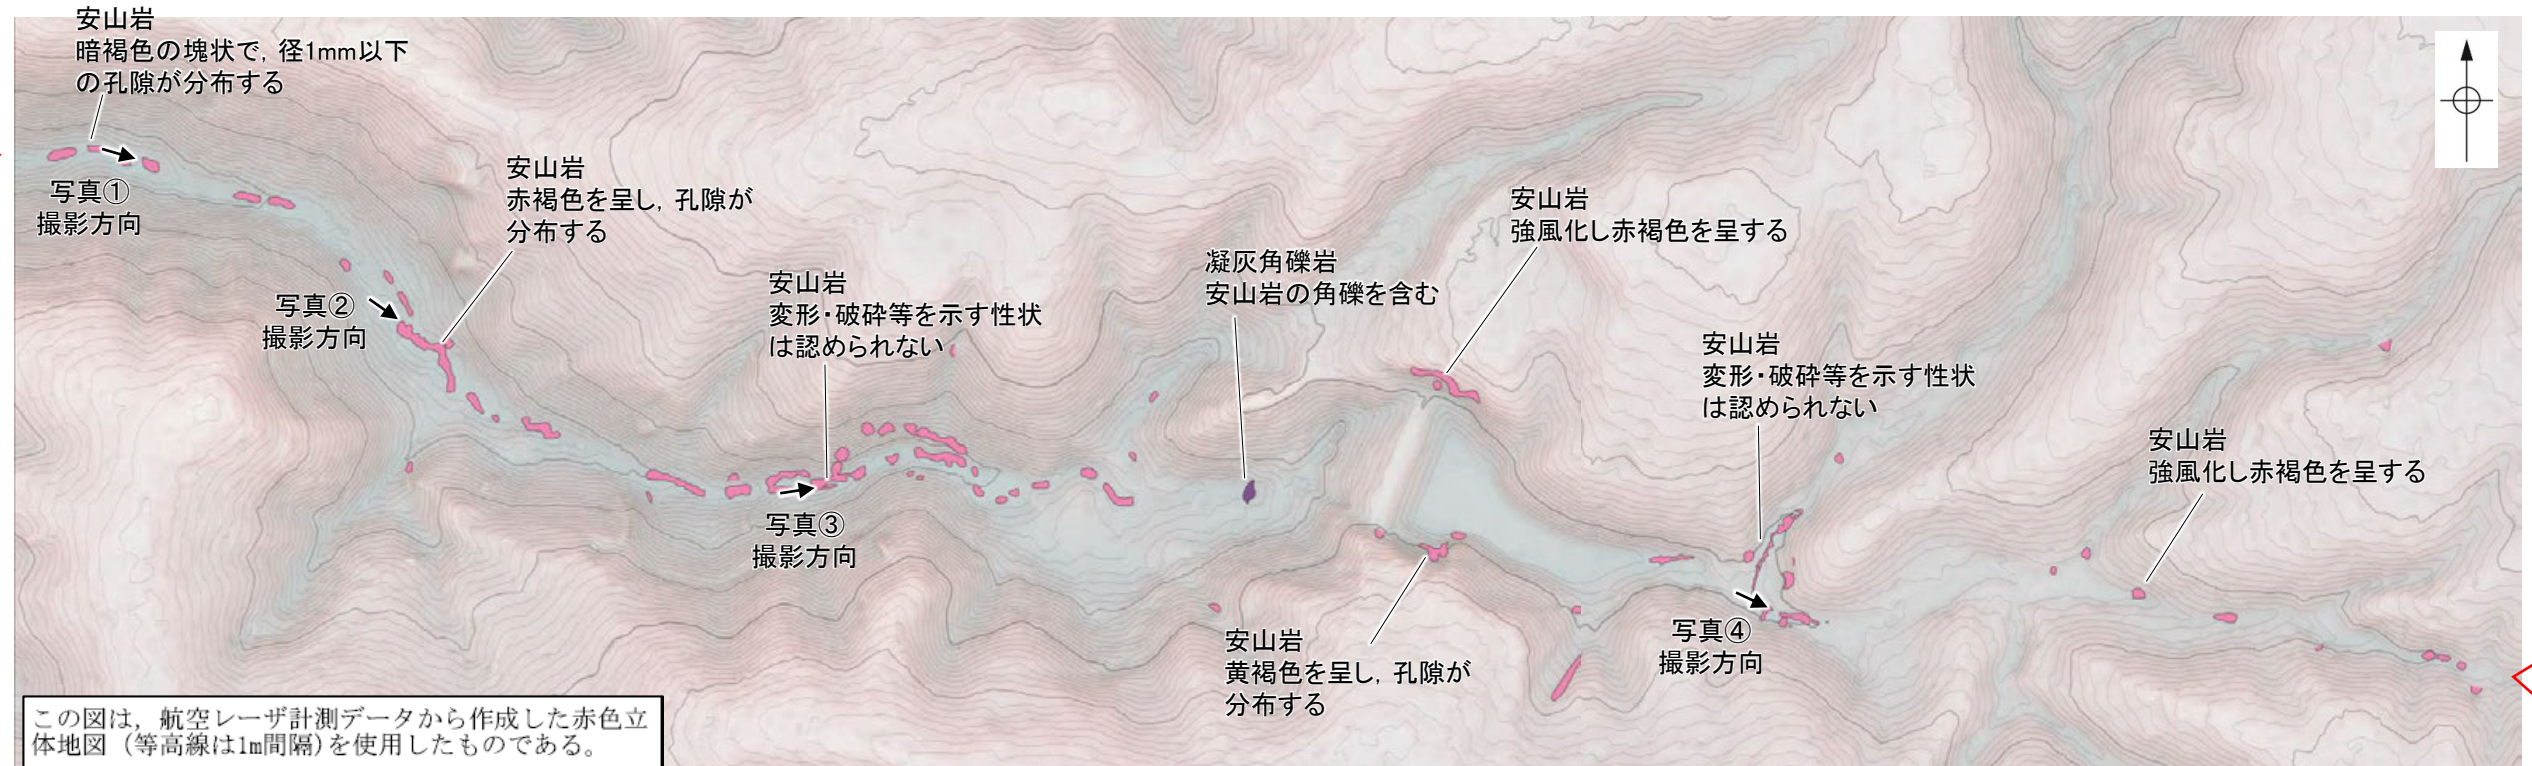 安山岩
暗褐色の塊状で，径1mm以下
の孔隙が分布する
写真①
撮影方向
安山岩
赤褐色を呈し，孔隙が
分布する
写真②
撮影方向
安山岩
変形・破砕等を示す性状
は認められない
写真③
撮影方向
凝灰角礫岩
安山岩の角礫を含む
安山岩
強風化し赤褐色を呈する
安山岩
変形・破砕等を示す性状
は認められない
安山岩
強風化し赤褐色を呈する
安山岩
黄褐色を呈し，孔隙が
分布する
写真④
撮影方向
この図は，航空レーザ計測データから作成した赤色立
体地図（等高線は1m間隔）を使用したものである。